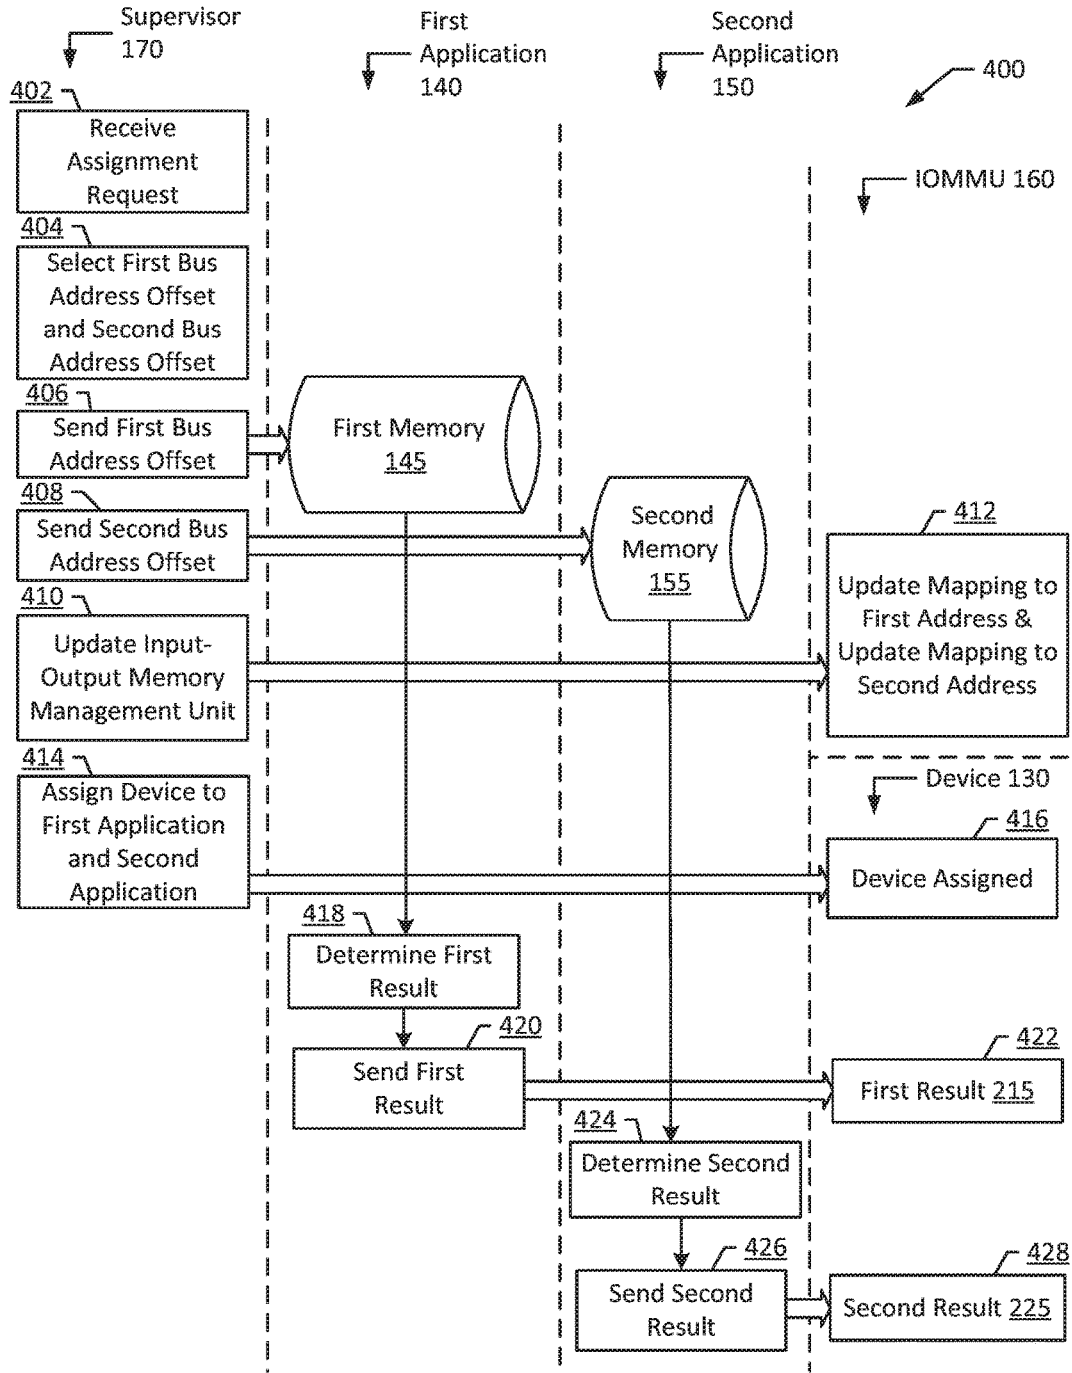 Supervisor
170
First
Application
140
Second
Application
150
400
IOMMU 160
402
Receive
Assignment
Request
404
Select First Bus
Address Offset
and Second Bus
Address Offset
406
Send First Bus
Address Offset
First Memory
145
408
Send Second Bus
Address Offset
Second
Memory
155
410
Update Input-
Output Memory
Management Unit
412
Update Mapping to
First Address &
Update Mapping to
Second Address
414
Assign Device to
First Application
and Second
Application
Device 130
416
Device Assigned
418
Determine First
Result
420
Send First
Result
422
First Result 215
424
Determine Second
Result
426
Send Second
Result
428
Second Result 225